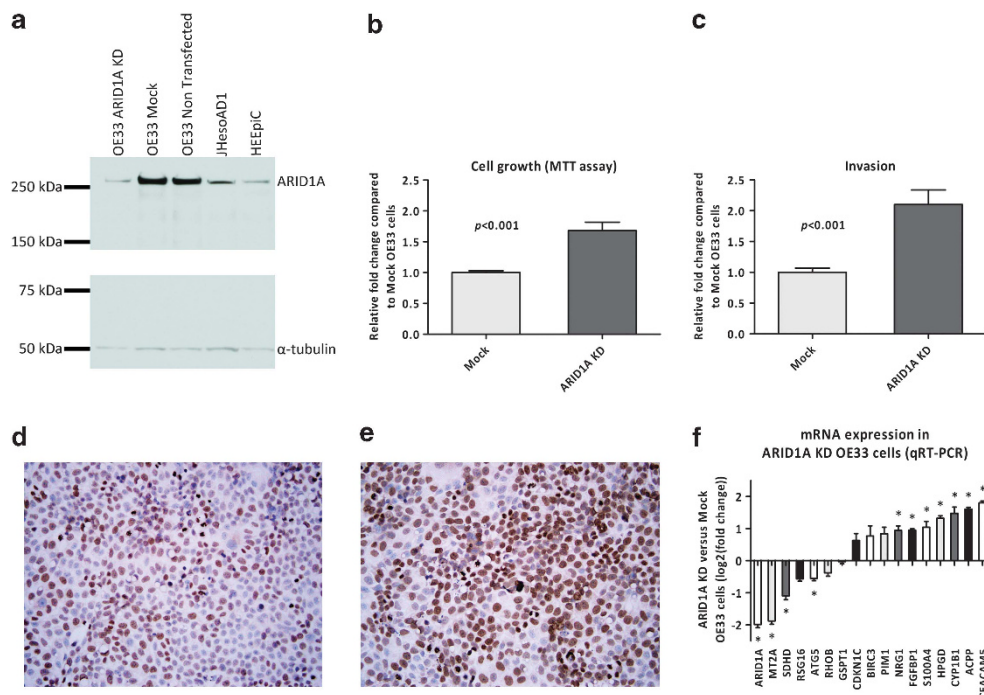 a
OE33 ARID1A KD
OE33 Mock
OE33 Non Transfected
JHesoAD1
HEEpiC
250 kDa
ARID1A
150 kDa
75 kDa
50 kDa
α-tubulin
b
Cell growth (MTT assay)
Relative fold change compared
to Mock OE33 cells
2.5
2.0
1.5
1.0
0.5
0.0
p<0.001
Mock
ARID1A KD
c
Invasion
Relative fold change compared
to Mock OE33 cells
2.5
2.0
1.5
1.0
0.5
0.0
p<0.001
Mock
ARID1A KD
d
e
f
mRNA expression in
ARID1A KD OE33 cells (qRT-PCR)
ARID1A KD versus Mock
OE33 cells (log2(fold change))
2
1
0
-1
-2
* * * * * * * * * * *
ARID1A
MT2A
SDHD
RSG16
ATG5
RHOB
GSPT1
CDKN1C
BIRC3
PIM1
NRG1
FGFBP1
S100A4
HPGD
CYP1B1
ACPP